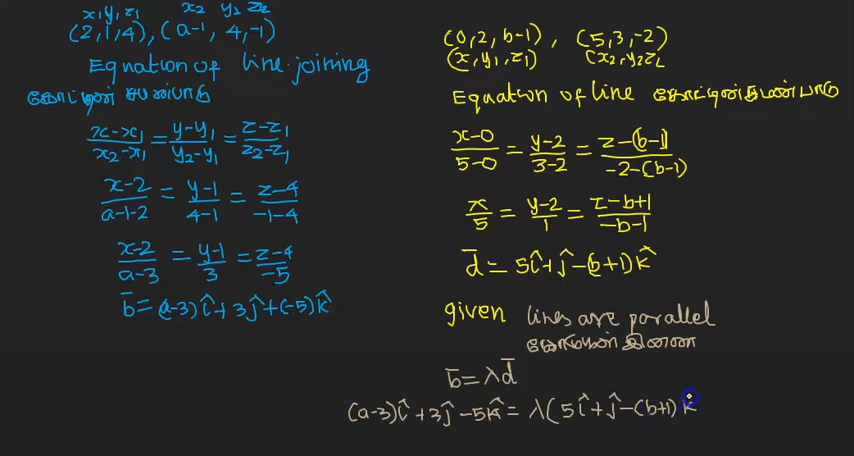 x₁ y₁ z₁    x₂  y₂  z₂
(2,1,4), (a-1, 4,-1)
Equation of line joining
கோட்டின் சமன்பாடு
x-x₁/x₂-x₁ = y-y₁/y₂-y₁ = z-z₁/z₂-z₁
x-2/a-1-2 = y-1/4-1 = z-4/-1-4
x-2/a-3 = y-1/3 = z-4/-5
b̄ = (a-3)î + 3ĵ + (-5)k̂
(0,2, b-1), (5,3,-2)
(x, y₁, z₁)    (x₂, y₂ z₂
Equation of line கோட்டின் சமன்பாடு
x-0/5-0 = y-2/3-2 = z-(b-1)/-2-(b-1)
x/5 = y-2/1 = z-b+1/-b-1
d̄ = 5î + ĵ - (b+1)k̂
given lines are parallel
b̄ = λd̄
(a-3)î + 3ĵ - 5k̂ = λ(5î + ĵ - (b+1)k̂